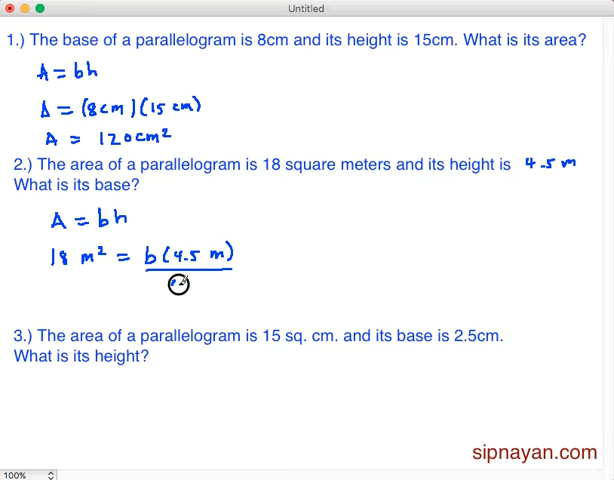 Untitled
1.) The base of a parallelogram is 8cm and its height is 15cm. What is its area?
A = bh
A = (8cm)(15cm)
A = 120cm²
2.) The area of a parallelogram is 18 square meters and its height is 4.5 m
What is its base?
A = bh
18 m² = b(4.5 m)
3.) The area of a parallelogram is 15 sq. cm. and its base is 2.5cm.
What is its height?
sipnayan.com
100%